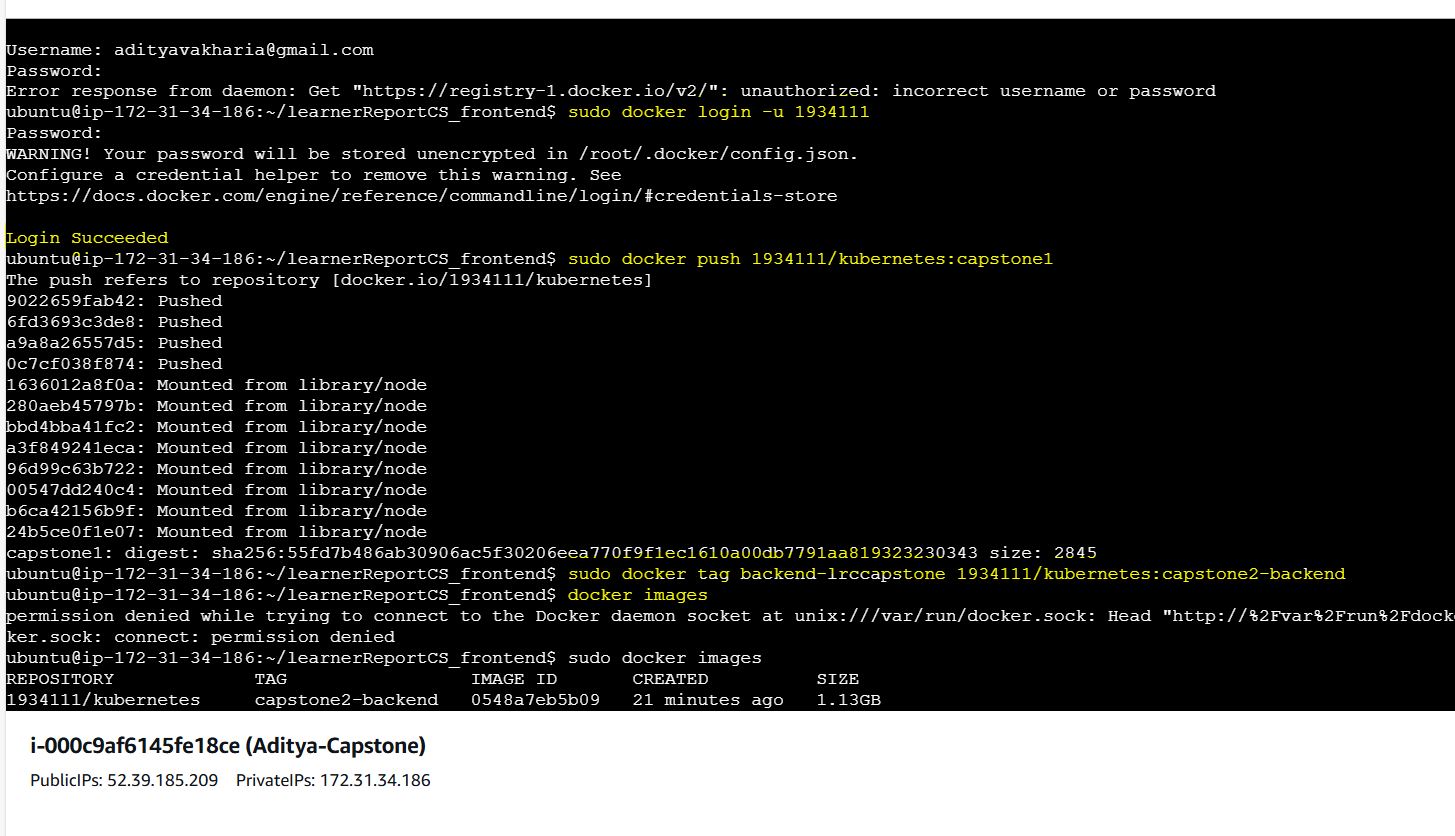 Username: adityavakharia@gmail.com
Password:
Error response from daemon: Get "https://registry-1.docker.io/v2/": unauthorized: incorrect username or password
ubuntu@ip-172-31-34-186:~/learnerReportCS_frontend$ sudo docker login -u 1934111
Password:
WARNING! Your password will be stored unencrypted in /root/.docker/config.json.
Configure a credential helper to remove this warning. See
https://docs.docker.com/engine/reference/commandline/login/#credentials-store
Login Succeeded
ubuntu@ip-172-31-34-186:~/learnerReportCS_frontend$ sudo docker push 1934111/kubernetes:capstone1
The push refers to repository [docker.io/1934111/kubernetes]
9022659fab42: Pushed
6fd3693c3de8: Pushed
a9a8a26557d5: Pushed
0c7cf038f874: Pushed
1636012a8f0a: Mounted from library/node
280aeb45797b: Mounted from library/node
bbd4bba41fc2: Mounted from library/node
a3f849241eca: Mounted from library/node
96d99c63b722: Mounted from library/node
00547dd240c4: Mounted from library/node
b6ca42156b9f: Mounted from library/node
24b5ce0f1e07: Mounted from library/node
capstone1: digest: sha256:55fd7b486ab30906ac5f30206eea770f9f1ec1610a00db7791aa819323230343 size: 2845
ubuntu@ip-172-31-34-186:~/learnerReportCS_frontend$ sudo docker tag backend-lrccapstone 1934111/kubernetes:capstone2-backend
ubuntu@ip-172-31-34-186:~/learnerReportCS_frontend$ docker images
permission denied while trying to connect to the Docker daemon socket at unix:///var/run/docker.sock: Head "http://%2Fvar%2Frun%2Fdock
ker.sock: connect: permission denied
ubuntu@ip-172-31-34-186:~/learnerReportCS_frontend$ sudo docker images
REPOSITORY TAG IMAGE ID CREATED SIZE
1934111/kubernetes capstone2-backend 0548a7eb5b09 21 minutes ago 1.13GB
i-000c9af6145fe18ce (Aditya-Capstone)
PublicIPs: 52.39.185.209 PrivateIPs: 172.31.34.186